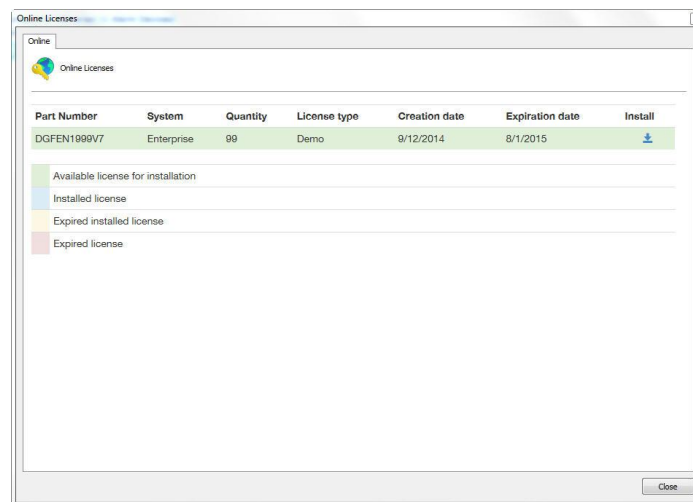 Online Licenses
Online
Online Licenses
Part Number System Quantity License type Creation date Expiration date Install
DGFEN1999V7 Enterprise 99 Demo 9/12/2014 8/1/2015
Available license for installation
Installed license
Expired installed license
Expired license
Close